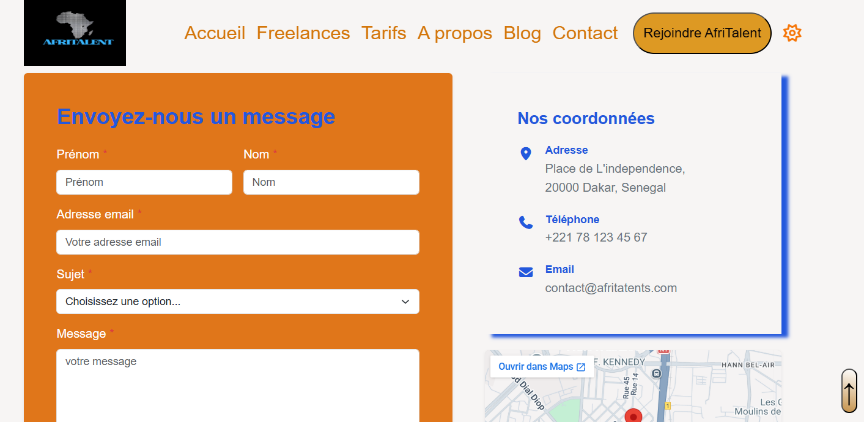 AFRITALENT
Accueil Freelances Tarifs A propos Blog Contact Rejoindre AfriTalent
Envoyez-nous un message
Prénom * Nom *
Prénom Nom
Adresse email *
Votre adresse email
Sujet *
Choisissez une option...
Message *
votre message
Nos coordonnées
Adresse
Place de L'independence,
20000 Dakar, Senegal
Téléphone
+221 78 123 45 67
Email
contact@afritatents.com
Ouvrir dans Maps
F. KENNEDY
HANN BEL-AIR
Rue 45
Rue 14
d Dial Diop
Les
Moulins de